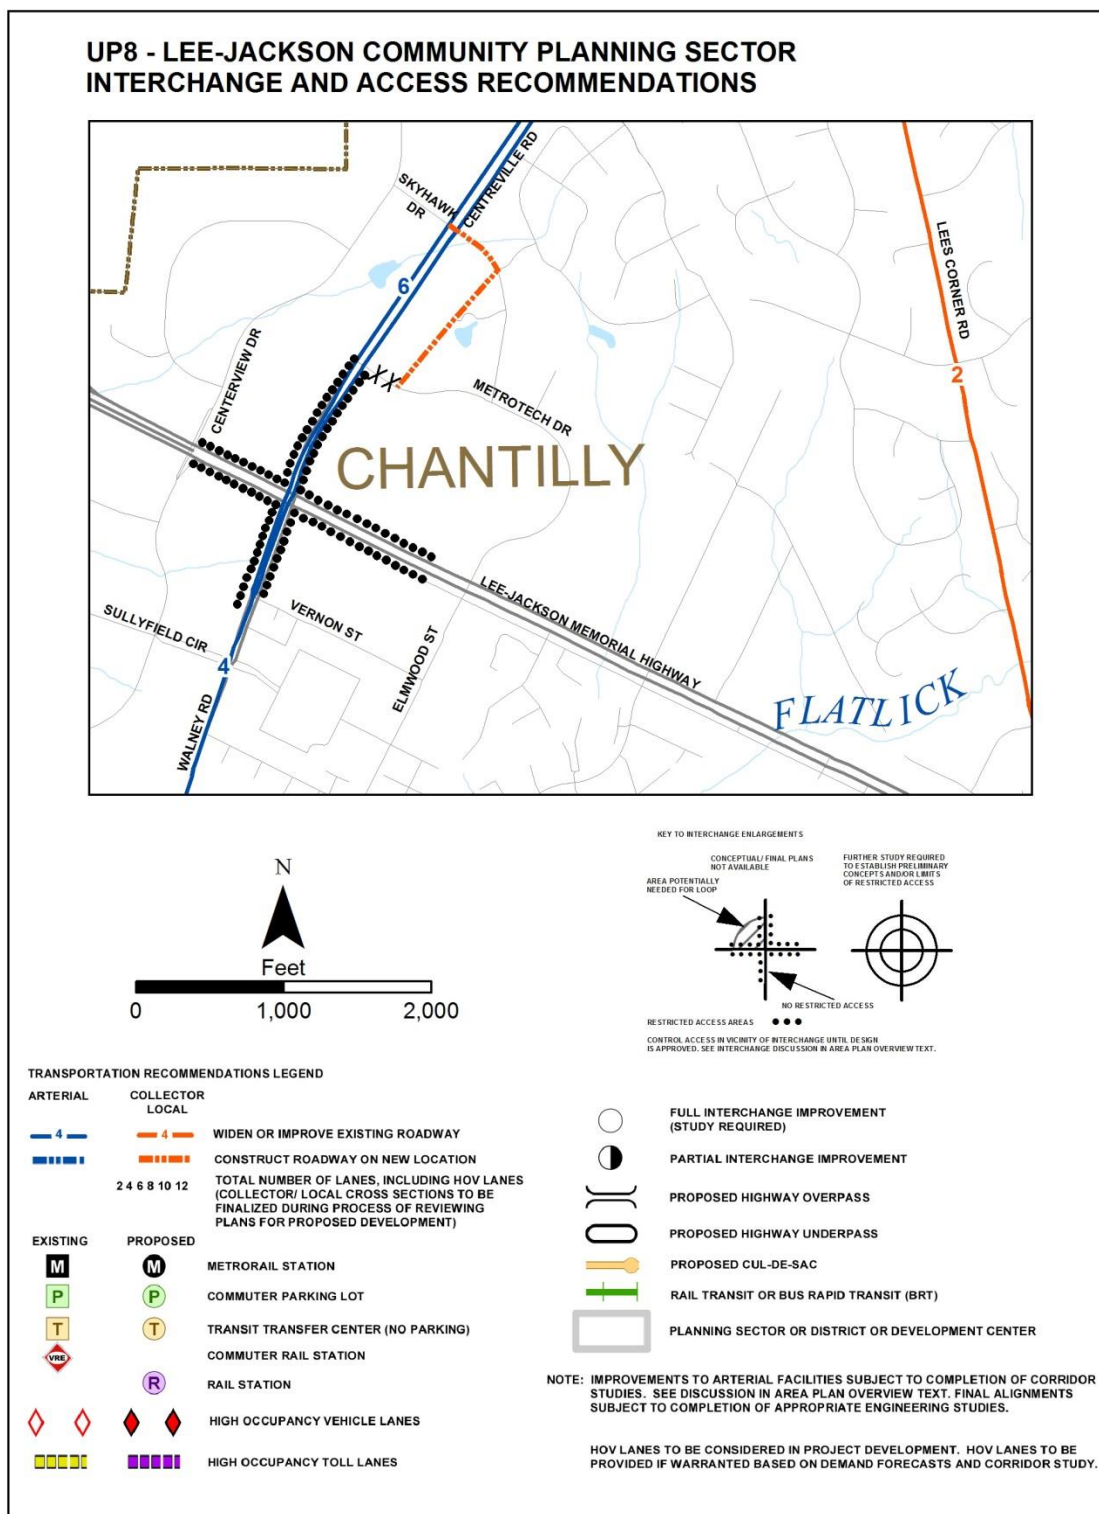 UP8 - LEE-JACKSON COMMUNITY PLANNING SECTOR
INTERCHANGE AND ACCESS RECOMMENDATIONS
SKYHAWK
DR
CENTREVILLE RD
LEES CORNER RD
6
CENTERVIEW DR
2
METROTECH DR
CHANTILLY
LEE-JACKSON MEMORIAL HIGHWAY
SULLYFIELD CIR
VERNON ST
ELMWOOD ST
4
WALNEY RD
FLATLICK
N
Feet
0 1,000 2,000
KEY TO INTERCHANGE ENLARGEMENTS
CONCEPTUAL/ FINAL PLANS
NOT AVAILABLE
AREA POTENTIALLY
NEEDED FOR LOOP
FURTHER STUDY REQUIRED
TO ESTABLISH PRELIMINARY
CONCEPTS AND/OR LIMITS
OF RESTRICTED ACCESS
NO RESTRICTED ACCESS
RESTRICTED ACCESS AREAS
CONTROL ACCESS IN VICINITY OF INTERCHANGE UNTIL DESIGN
IS APPROVED. SEE INTERCHANGE DISCUSSION IN AREA PLAN OVERVIEW TEXT.
TRANSPORTATION RECOMMENDATIONS LEGEND
ARTERIAL
COLLECTOR
LOCAL
4 4 WIDEN OR IMPROVE EXISTING ROADWAY
CONSTRUCT ROADWAY ON NEW LOCATION
2 4 6 8 10 12 TOTAL NUMBER OF LANES, INCLUDING HOV LANES
(COLLECTOR/ LOCAL CROSS SECTIONS TO BE
FINALIZED DURING PROCESS OF REVIEWING
PLANS FOR PROPOSED DEVELOPMENT)
EXISTING PROPOSED
M M METRORAIL STATION
P P COMMUTER PARKING LOT
T T TRANSIT TRANSFER CENTER (NO PARKING)
VRE COMMUTER RAIL STATION
R RAIL STATION
HIGH OCCUPANCY VEHICLE LANES
HIGH OCCUPANCY TOLL LANES
FULL INTERCHANGE IMPROVEMENT
(STUDY REQUIRED)
PARTIAL INTERCHANGE IMPROVEMENT
PROPOSED HIGHWAY OVERPASS
PROPOSED HIGHWAY UNDERPASS
PROPOSED CUL-DE-SAC
RAIL TRANSIT OR BUS RAPID TRANSIT (BRT)
PLANNING SECTOR OR DISTRICT OR DEVELOPMENT CENTER
NOTE: IMPROVEMENTS TO ARTERIAL FACILITIES SUBJECT TO COMPLETION OF CORRIDOR
STUDIES. SEE DISCUSSION IN AREA PLAN OVERVIEW TEXT. FINAL ALIGNMENTS
SUBJECT TO COMPLETION OF APPROPRIATE ENGINEERING STUDIES.
HOV LANES TO BE CONSIDERED IN PROJECT DEVELOPMENT. HOV LANES TO BE
PROVIDED IF WARRANTED BASED ON DEMAND FORECASTS AND CORRIDOR STUDY.